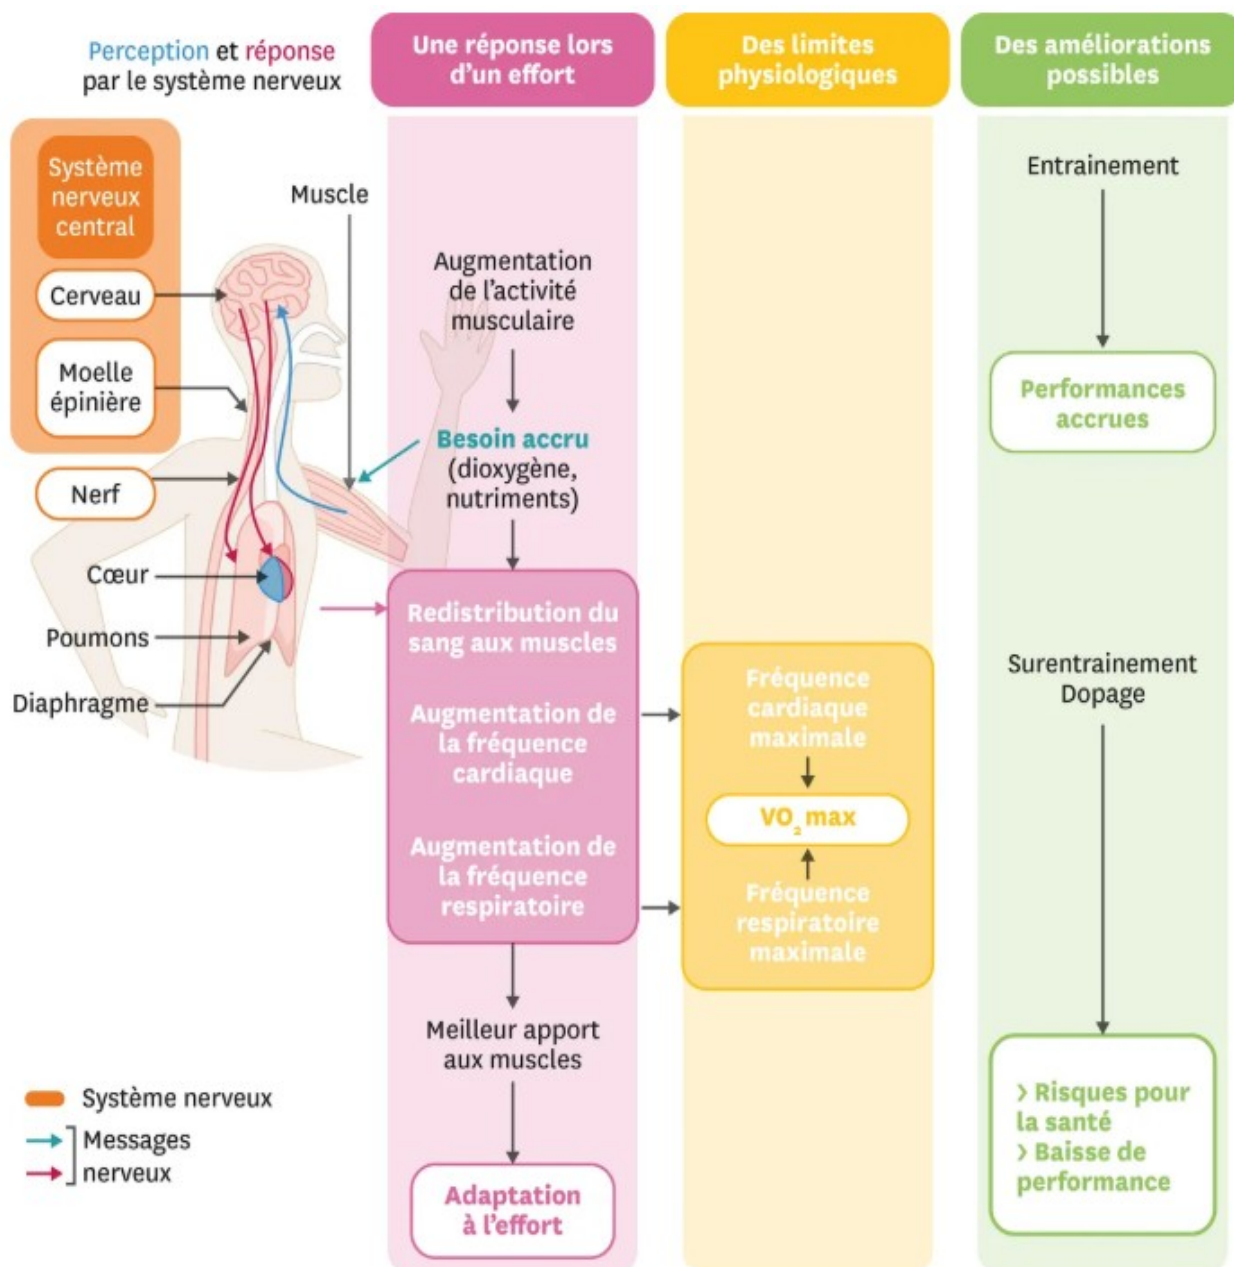 Perception et réponse
par le système nerveux
Une réponse lors
d’un effort
Des limites
physiologiques
Des améliorations
possibles
Système
nerveux
central
Cerveau
Moelle
épinière
Nerf
Cœur
Poumons
Diaphragme
Muscle
Augmentation
de l’activité
musculaire
Besoin accru
(dioxygène,
nutriments)
Redistribution du
sang aux muscles
Augmentation de
la fréquence
cardiaque
Augmentation de
la fréquence
respiratoire
Meilleur apport
aux muscles
Adaptation
à l’effort
Fréquence
cardiaque
maximale
VO₂ max
Fréquence
respiratoire
maximale
Entrainement
Performances
accrues
Surentrainement
Dopage
> Risques pour
la santé
> Baisse de
performance
Système nerveux
Messages
nerveux